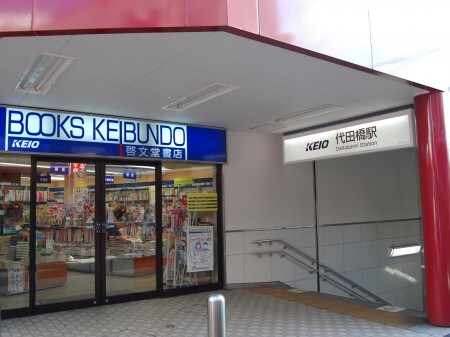 BOOKS KEIBUNDO
KEIO
啓文堂書店
KEIO 代田橋駅
Daitabashi Station